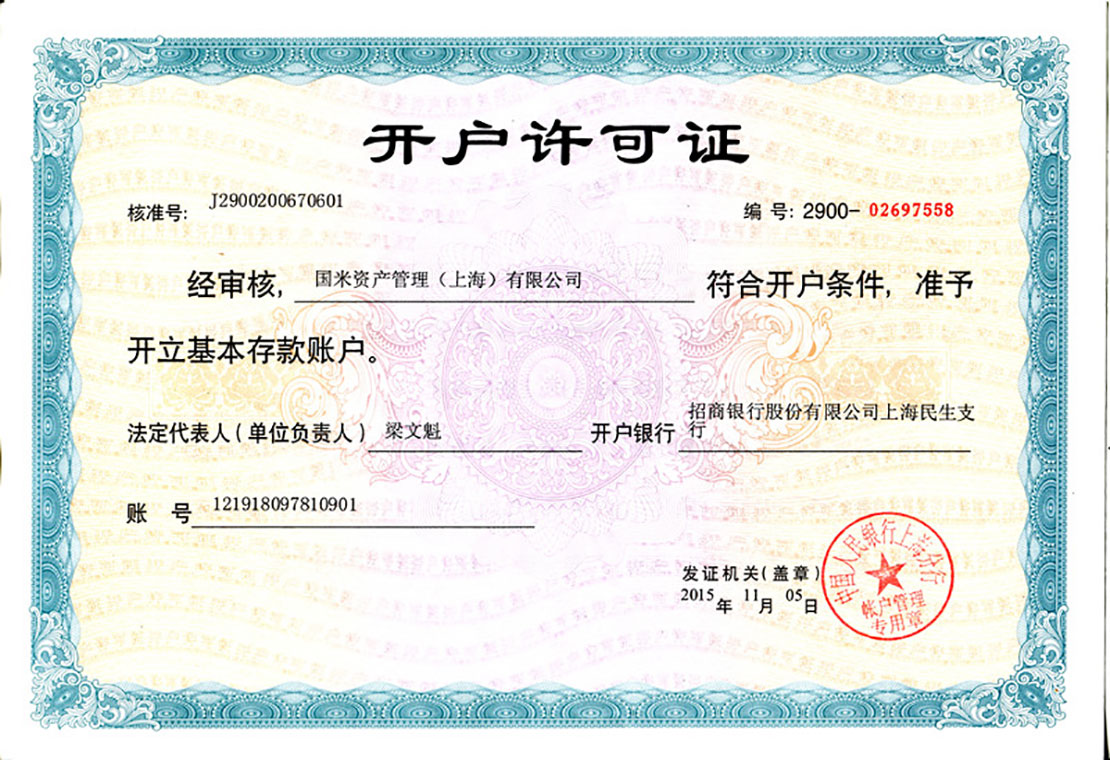 开户许可证
核准号: J2900200670601 编 号: 2900- 02697558
经审核, 国米资产管理（上海）有限公司 符合开户条件, 准予
开立基本存款账户。
法定代表人(单位负责人) 梁文魁 开户银行 招商银行股份有限公司上海民生支
行
账 号 121918097810901
发证机关(盖章)
2015 年 11 月 05 日
中国人民银行上海分行
帐户管理
专用章